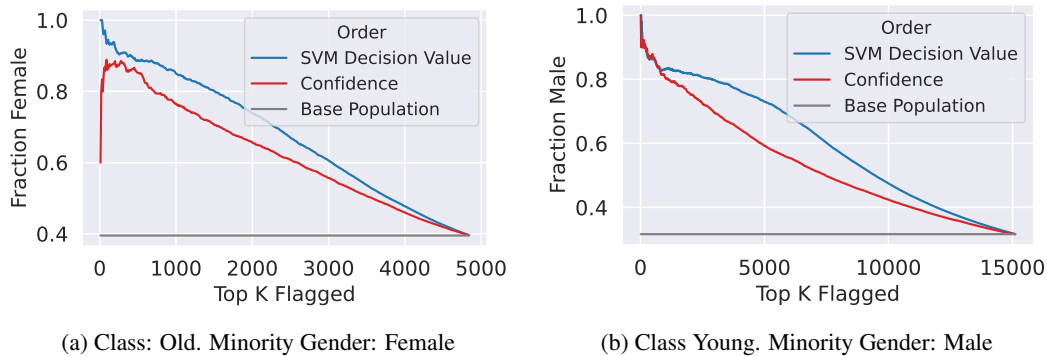 1.0
0.8
0.6
0.4
Fraction Female
Order
SVM Decision Value
Confidence
Base Population
0 1000 2000 3000 4000 5000
Top K Flagged
(a) Class: Old. Minority Gender: Female
1.0
0.8
0.6
0.4
Fraction Male
Order
SVM Decision Value
Confidence
Base Population
0 5000 10000 15000
Top K Flagged
(b) Class Young. Minority Gender: Male